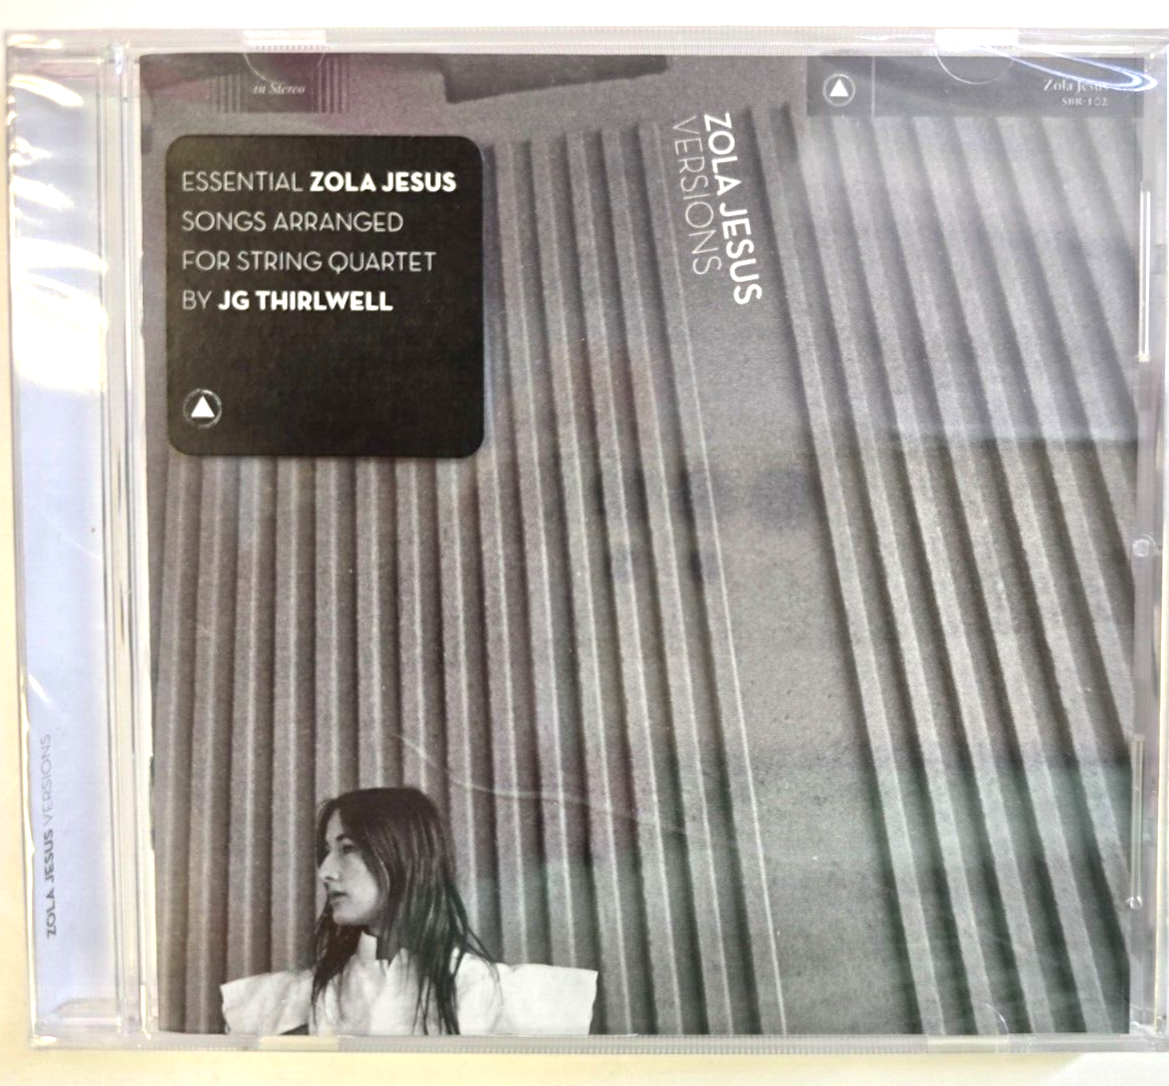 in Stereo
Zola Jesus
SBR-102
ESSENTIAL ZOLA JESUS
SONGS ARRANGED
FOR STRING QUARTET
BY JG THIRLWELL
ZOLA JESUS
VERSIONS
ZOLA JESUS VERSIONS